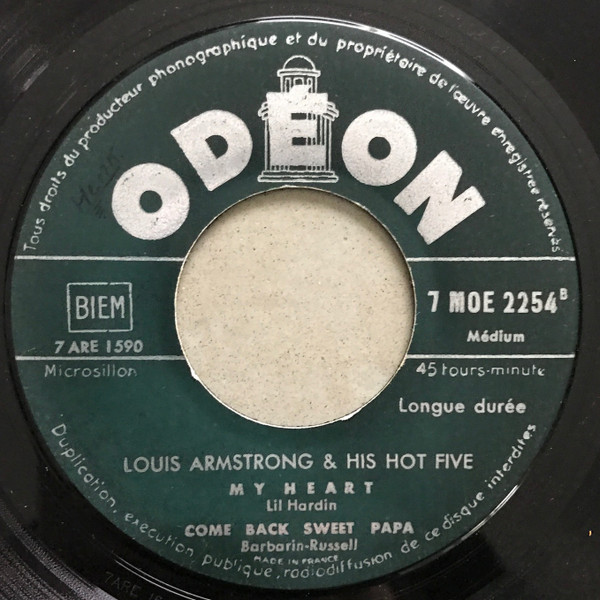 Tous droits du producteur phonographique et du propriétaire de l'œuvre enregistrée réservés
ODÉON
BIEM
7 ARE 1590
7 MOE 2254 B
Médium
Microsillon
45 tours-minute
Longue durée
LOUIS ARMSTRONG & HIS HOT FIVE
MY HEART
Lil Hardin
COME BACK SWEET PAPA
Barbarin-Russell
MADE IN FRANCE
Duplication, exécution publique, radiodiffusion de ce disque interdites